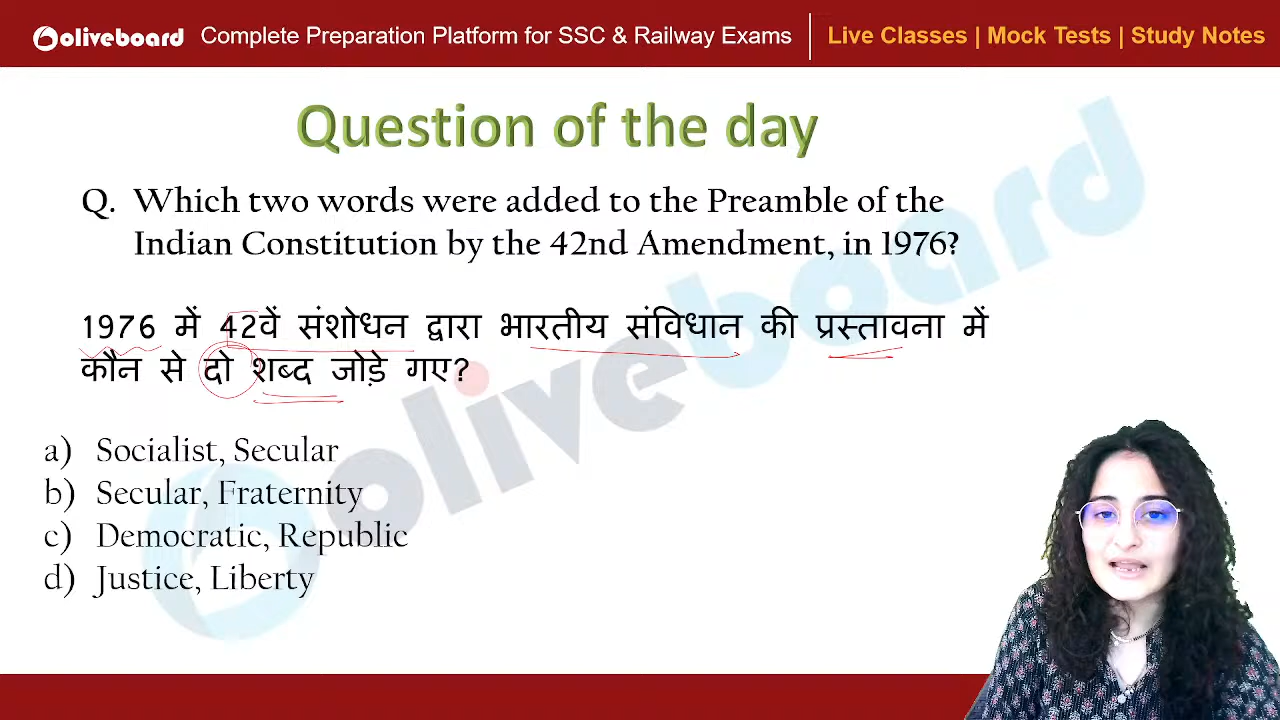 oliveboard Complete Preparation Platform for SSC & Railway Exams Live Classes | Mock Tests | Study Notes
Question of the day
Q. Which two words were added to the Preamble of the
Indian Constitution by the 42nd Amendment, in 1976?
1976 में 42वें संशोधन द्वारा भारतीय संविधान की प्रस्तावना में
कौन से दो शब्द जोड़े गए?
a) Socialist, Secular
b) Secular, Fraternity
c) Democratic, Republic
d) Justice, Liberty
oliveboard